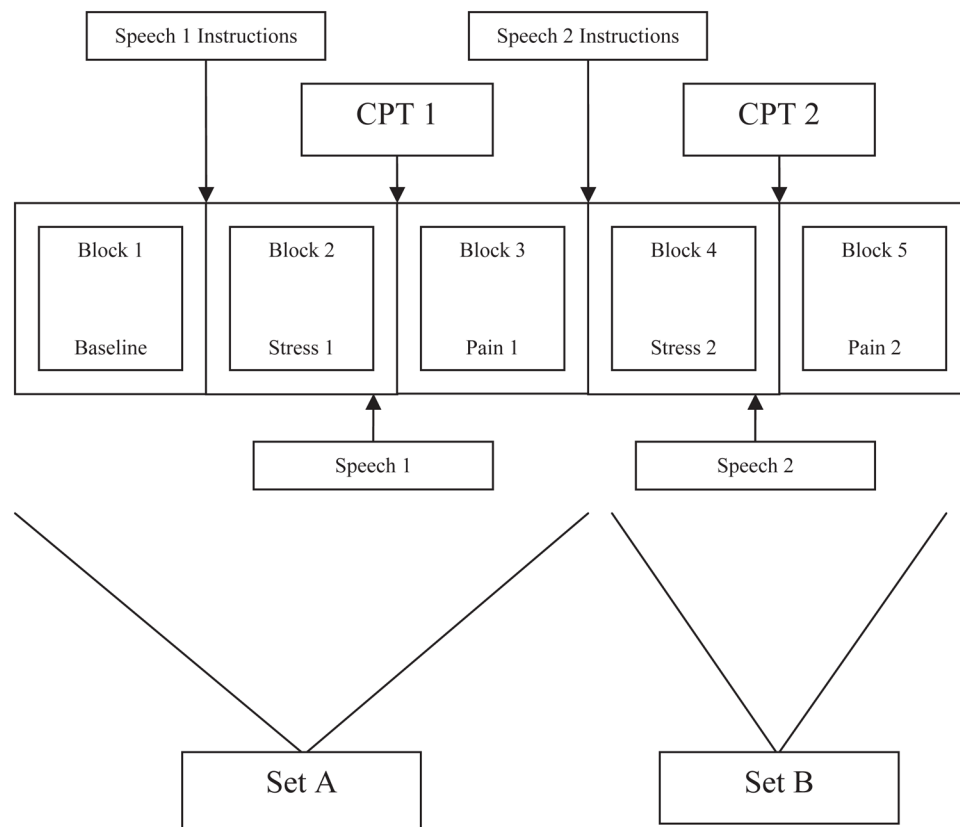 Speech 1 Instructions
Speech 2 Instructions
CPT 1
CPT 2
Block 1
Block 2
Block 3
Block 4
Block 5
Baseline
Stress 1
Pain 1
Stress 2
Pain 2
Speech 1
Speech 2
Set A
Set B